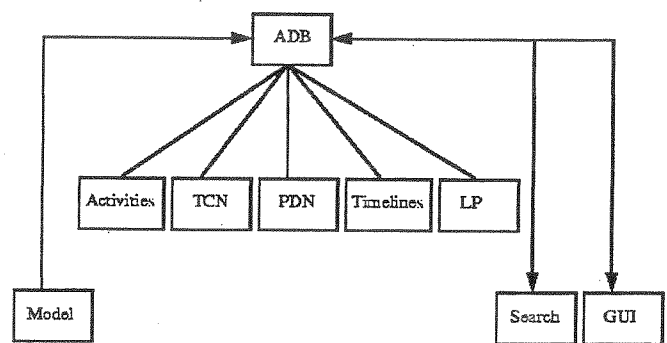 ADB
Activities
TCN
PDN
Timelines
LP
Model
Search
GUI